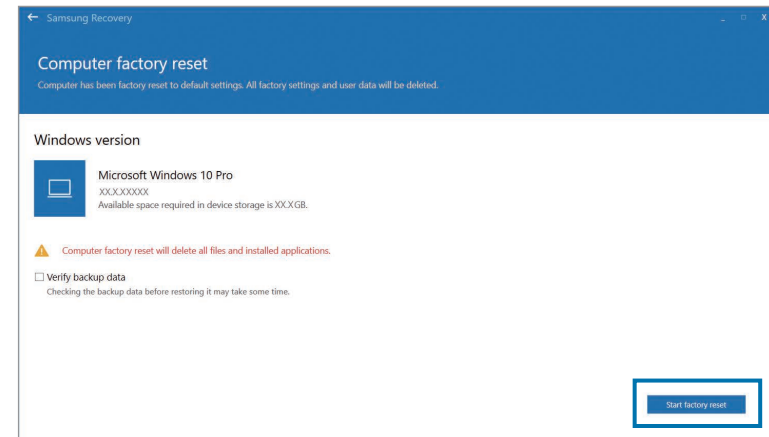 Samsung Recovery
Computer factory reset
Computer has been factory reset to default settings. All factory settings and user data will be deleted.
Windows version
Microsoft Windows 10 Pro
XX.X.XXXXX
Available space required in device storage is XX.X GB.
Computer factory reset will delete all files and installed applications.
Verify backup data
Checking the backup data before restoring it may take some time.
Start factory reset